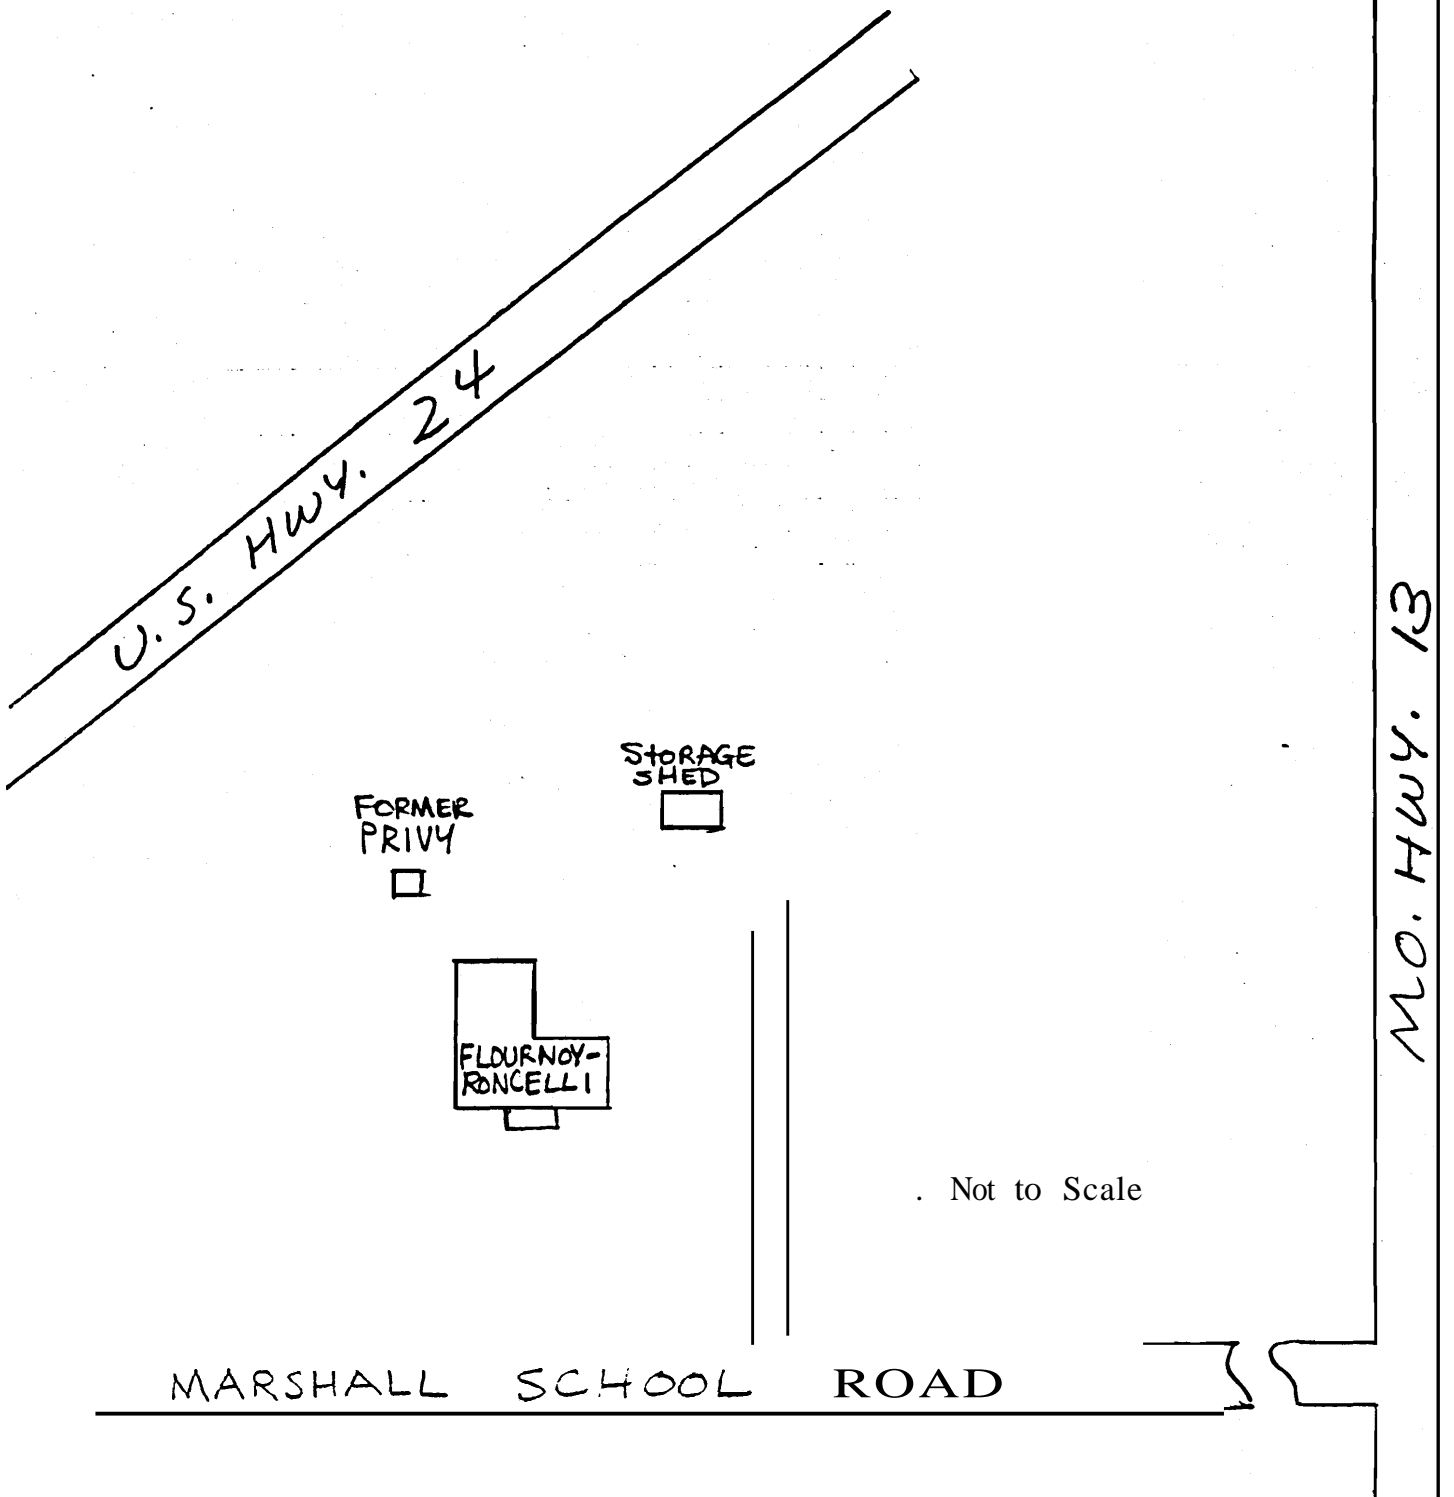 U.S. HWY. 24
MO. HWY. 13
STORAGE
SHED
FORMER
PRIVY
FLOURNOY-
RONCELLI
. Not to Scale
MARSHALL SCHOOL ROAD